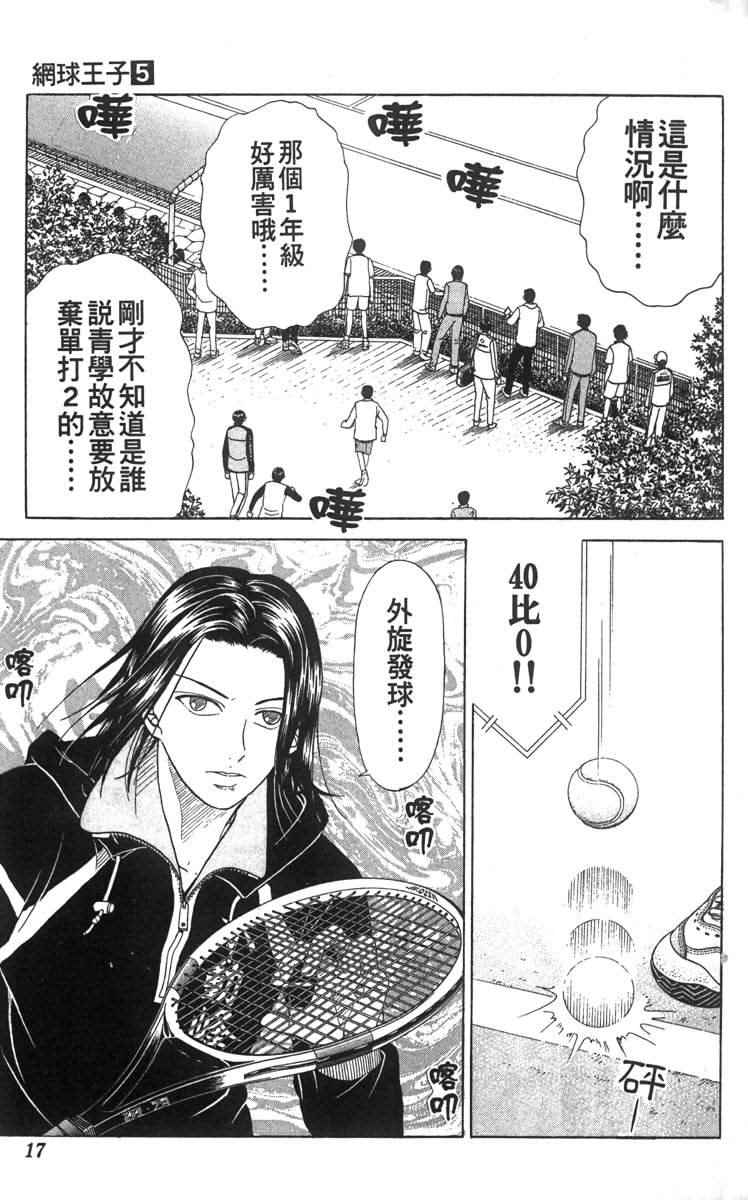 網球王子5
這是什麼
情況啊……
那個1年級
好厲害哦……
剛才不知道是誰
說青學故意要放
棄單打2的……
嘩
嘩
嘩
嘩
40比0!!
砰
外旋發球……
喀叩
喀叩
喀叩
17